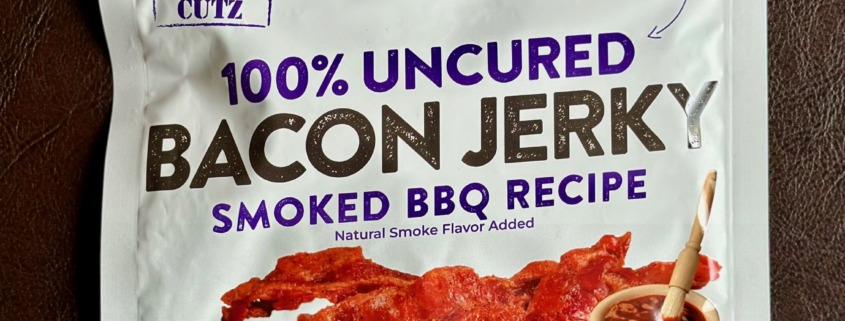 CUTZ
100% UNCURED
BACON JERKY
SMOKED BBQ RECIPE
Natural Smoke Flavor Added